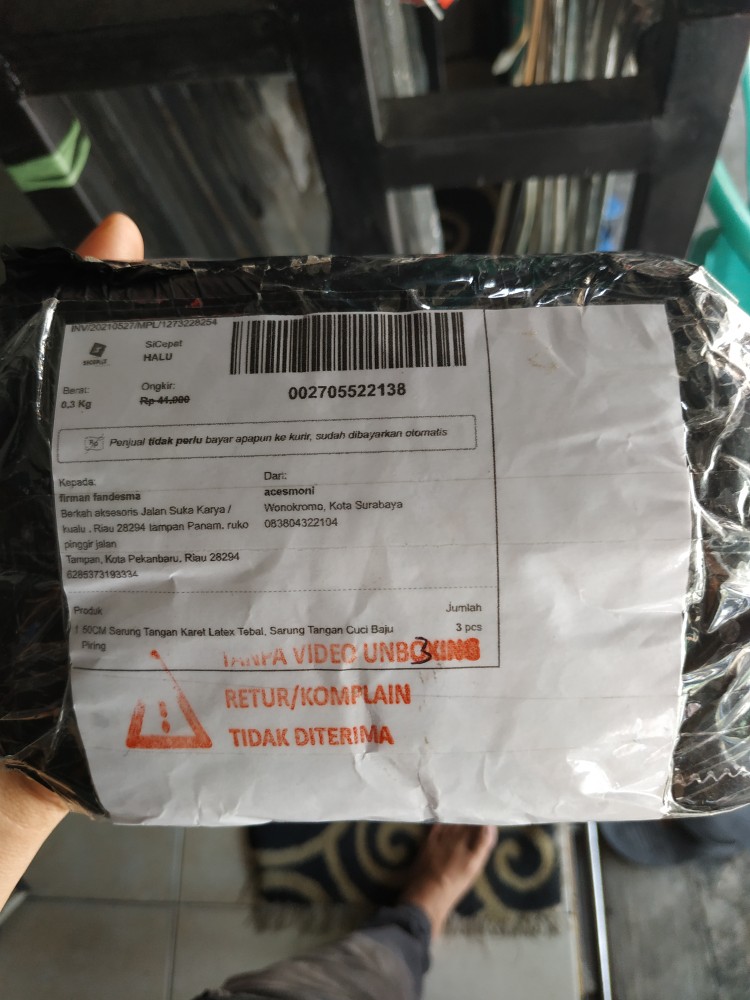 INV/20210527/MPL/1273228254
SiCepat
HALU
Berat:
0.3 Kg
Ongkir:
Rp 41.000
002705522138
Penjual tidak perlu bayar apapun ke kurir, sudah dibayarkan otomatis
Kepada:
firman fandesma
Berkah aksesoris Jalan Suka Karya /
kualu . Riau 28294 tampan Panam. ruko
pinggir jalan
Tampan, Kota Pekanbaru, Riau 28294
6285373193334
Dari:
acesmoni
Wonokromo, Kota Surabaya
083804322104
Produk
Jumlah
1 50CM Sarung Tangan Karet Latex Tebal, Sarung Tangan Cuci Baju
Piring
3 pcs
3
TANPA VIDEO UNBOXING
RETUR/KOMPLAIN
TIDAK DITERIMA